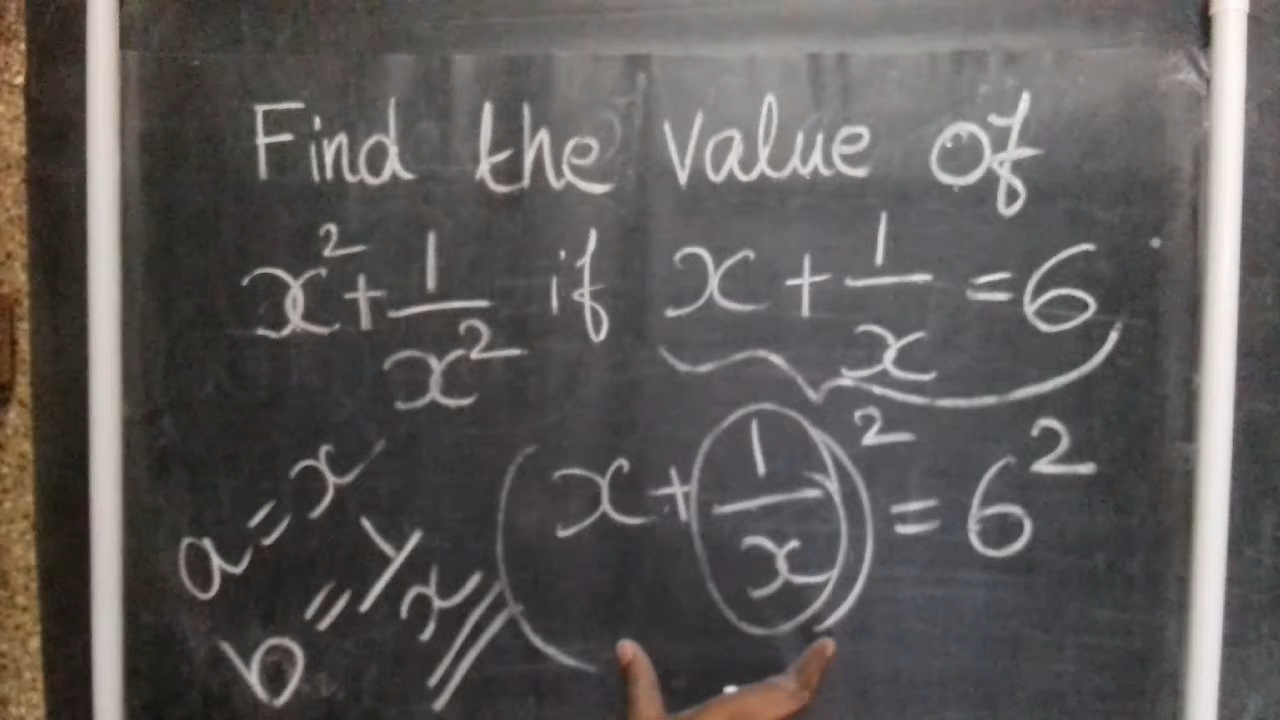 Find the value of
x² + 1/x² if x + 1/x = 6
(x + 1/x)² = 6²
a = x
b = 1/x